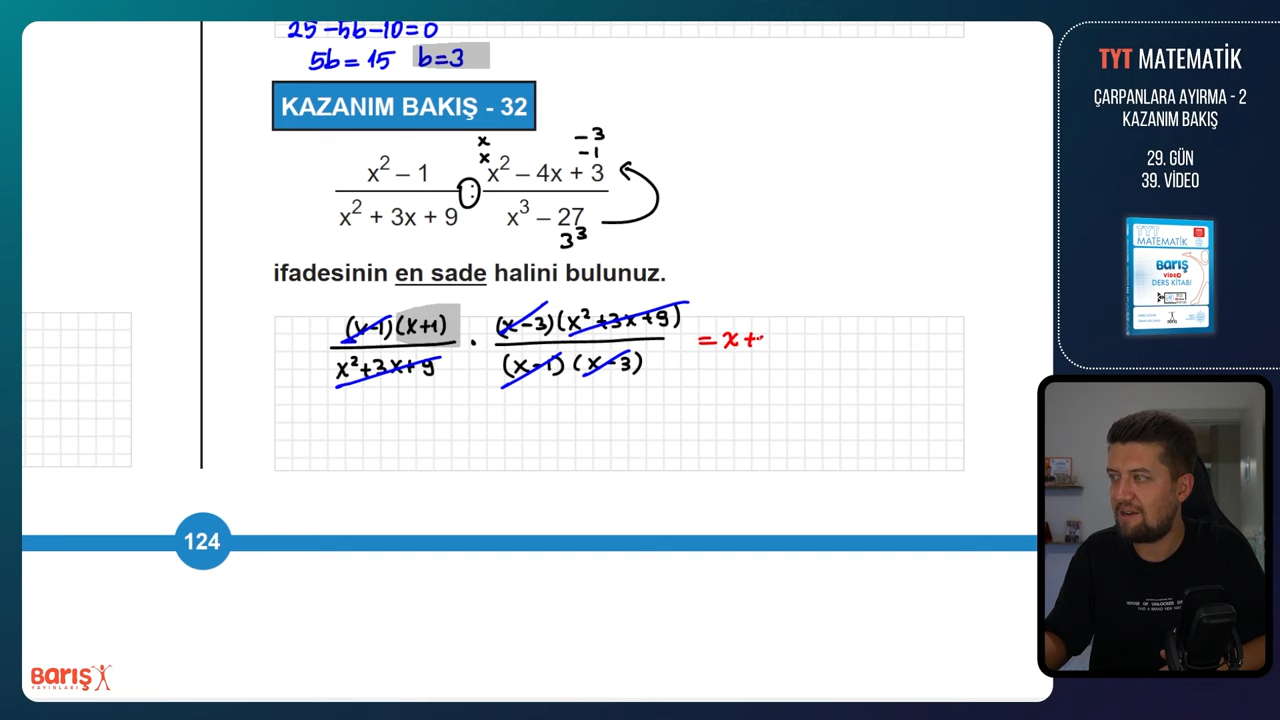 25 -5b-10=0
5b = 15 b=3
KAZANIM BAKIŞ - 32
x -3
x -1
x² – 1 : x² – 4x + 3
x² + 3x + 9 x³ – 27
3³
ifadesinin en sade halini bulunuz.
(x-1)(x+1) . (x-3)(x²+3x+9) = x+
x²+3x+9 (x-1)(x-3)
124
BARIŞ
YAYINLARI
TYT MATEMATİK
ÇARPANLARA AYIRMA - 2
KAZANIM BAKIŞ
29. GÜN
39. VİDEO
TYT
MATEMATİK
BARIŞ
VİDEO
DERS KİTABI